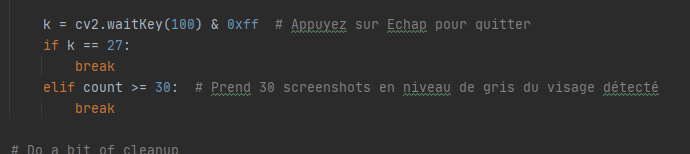 k = cv2.waitKey(100) & 0xff  # Appuyez sur Echap pour quitter
if k == 27:
break
elif count >= 30:  # Prend 30 screenshots en niveau de gris du visage détecté
break
# Do a bit of cleanup